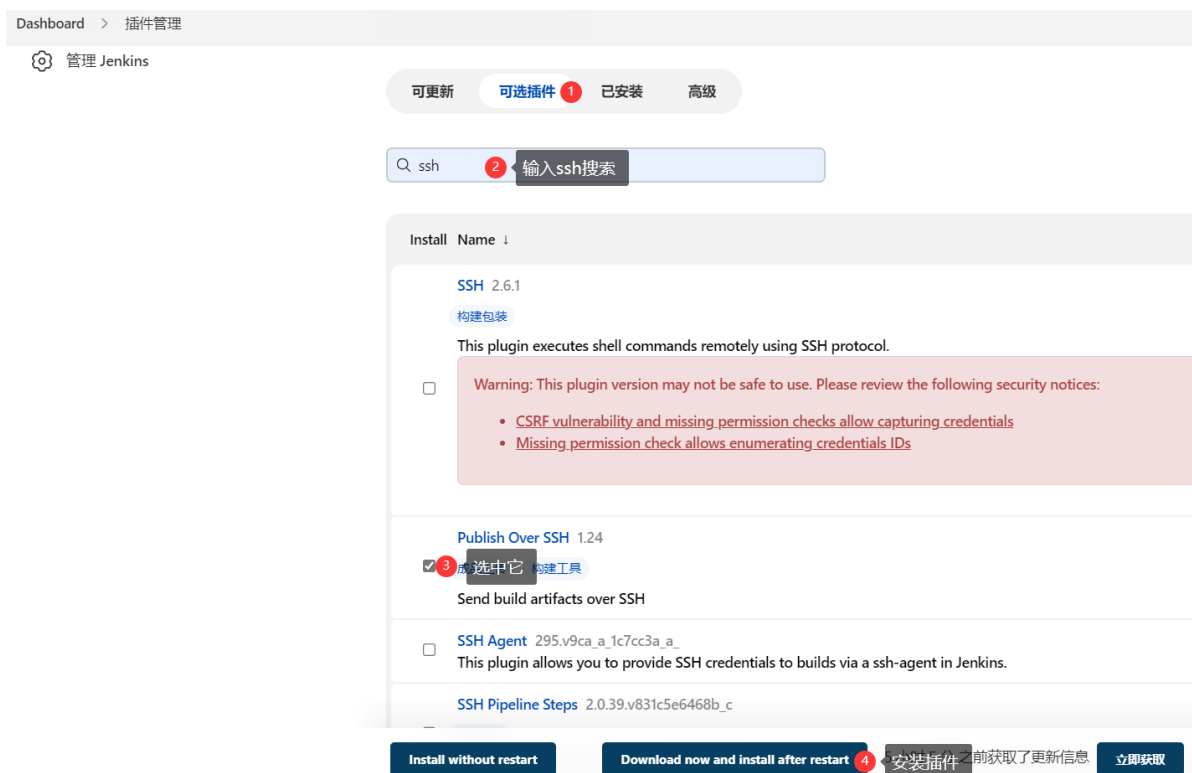 Dashboard > 插件管理
管理 Jenkins
可更新 可选插件 1 已安装 高级
ssh 2 输入ssh搜索
Install Name ↓
SSH 2.6.1
构建包装
This plugin executes shell commands remotely using SSH protocol.
Warning: This plugin version may not be safe to use. Please review the following security notices:
• CSRF vulnerability and missing permission checks allow capturing credentials
• Missing permission check allows enumerating credentials IDs
Publish Over SSH 1.24
3 选中它 构建工具
Send build artifacts over SSH
SSH Agent 295.v9ca_a_1c7cc3a_a_
This plugin allows you to provide SSH credentials to builds via a ssh-agent in Jenkins.
SSH Pipeline Steps 2.0.39.v831c5e6468b_c
Install without restart Download now and install after restart 4 安装插件 之前获取了更新信息 立即获取